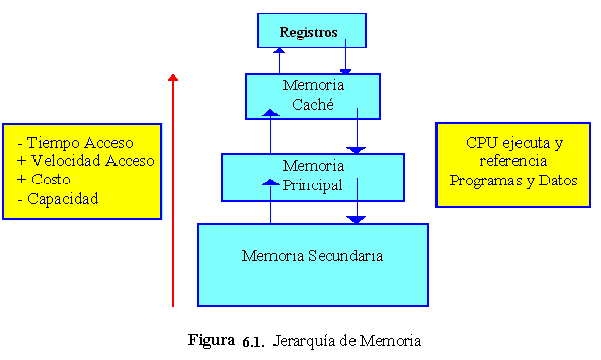 Registros
Memoria
Caché
- Tiempo Acceso
+ Velocidad Acceso
+ Costo
- Capacidad
CPU ejecuta y
referencia
Programas y Datos
Memoria
Principal
Memoria Secundaria
Figura 6.1. Jerarquía de Memoria